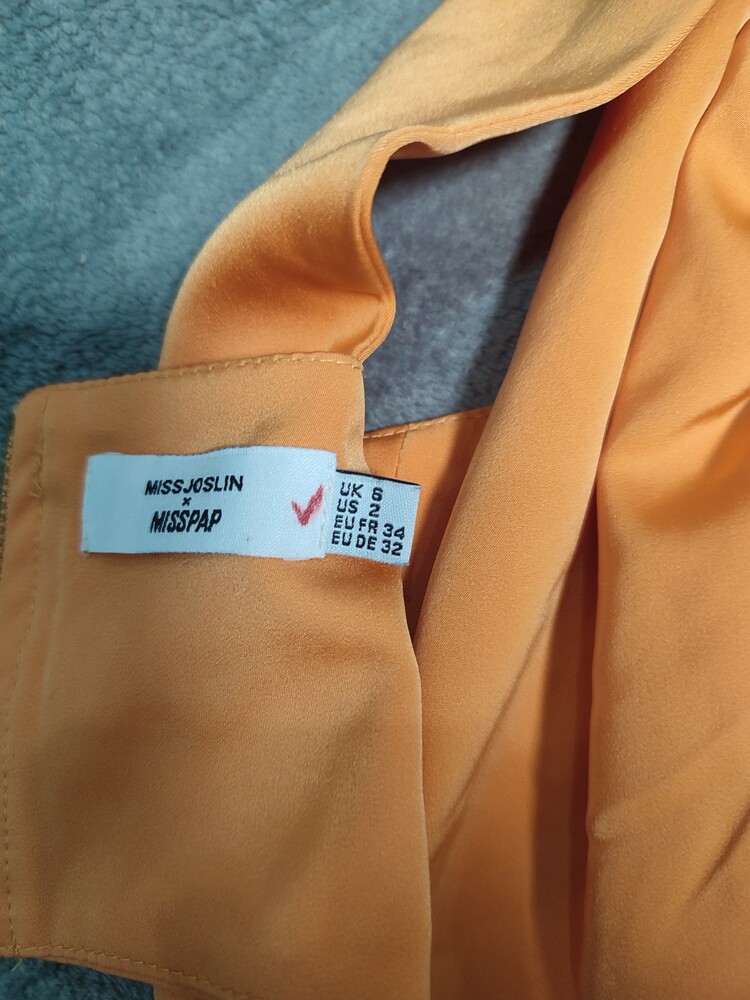 MISSJOSLIN
×
MISSPAP
UK 6
US 2
EU FR 34
EU DE 32